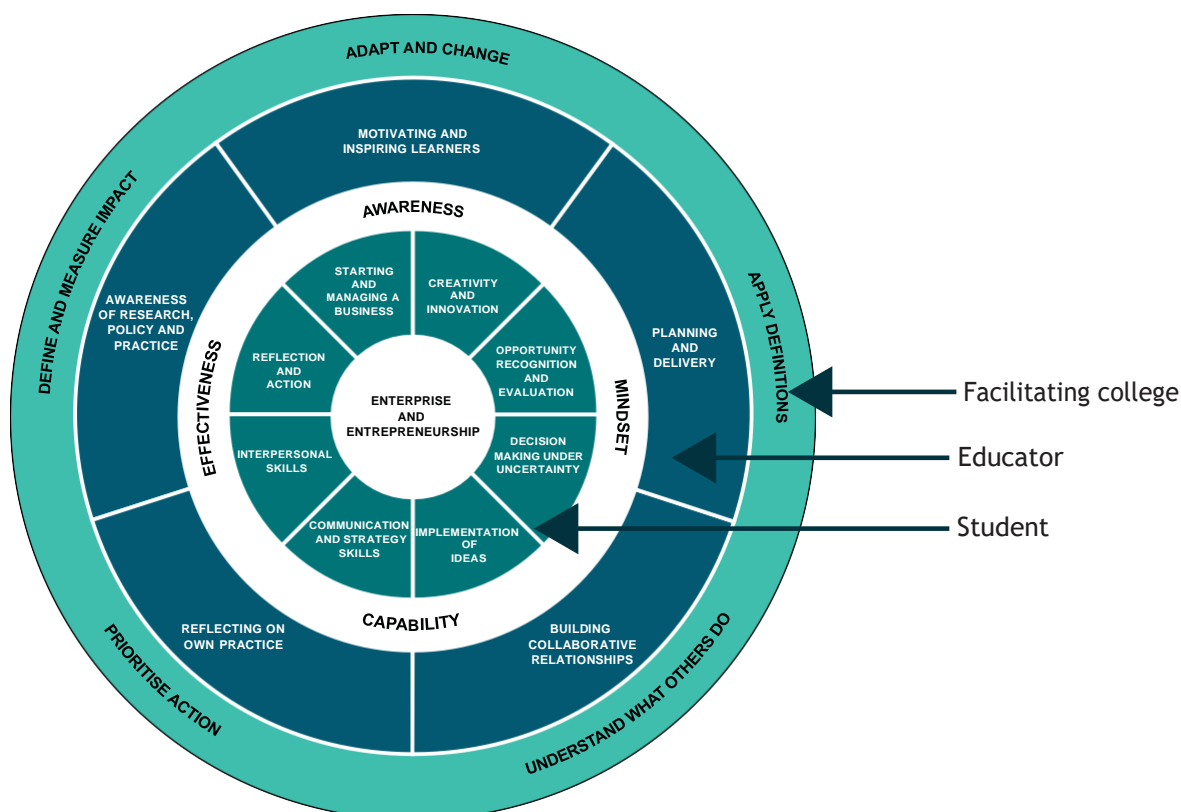 ADAPT AND CHANGE
MOTIVATING AND
INSPIRING LEARNERS
DEFINE AND MEASURE IMPACT
AWARENESS
STARTING
AND
MANAGING A
BUSINESS
CREATIVITY
AND
INNOVATION
APPLY DEFINITIONS
AWARENESS
OF RESEARCH,
POLICY AND
PRACTICE
PLANNING
AND
DELIVERY
EFFECTIVENESS
REFLECTION
AND
ACTION
OPPORTUNITY
RECOGNITION
AND
EVALUATION
MINDSET
Facilitating college
ENTERPRISE
AND
ENTREPRENEURSHIP
INTERPERSONAL
SKILLS
DECISION
MAKING UNDER
UNCERTAINTY
Educator
COMMUNICATION
AND STRATEGY
SKILLS
IMPLEMENTATION
OF
IDEAS
Student
CAPABILITY
REFLECTING ON
OWN PRACTICE
BUILDING
COLLABORATIVE
RELATIONSHIPS
PRIORITISE ACTION
UNDERSTAND WHAT OTHERS DO